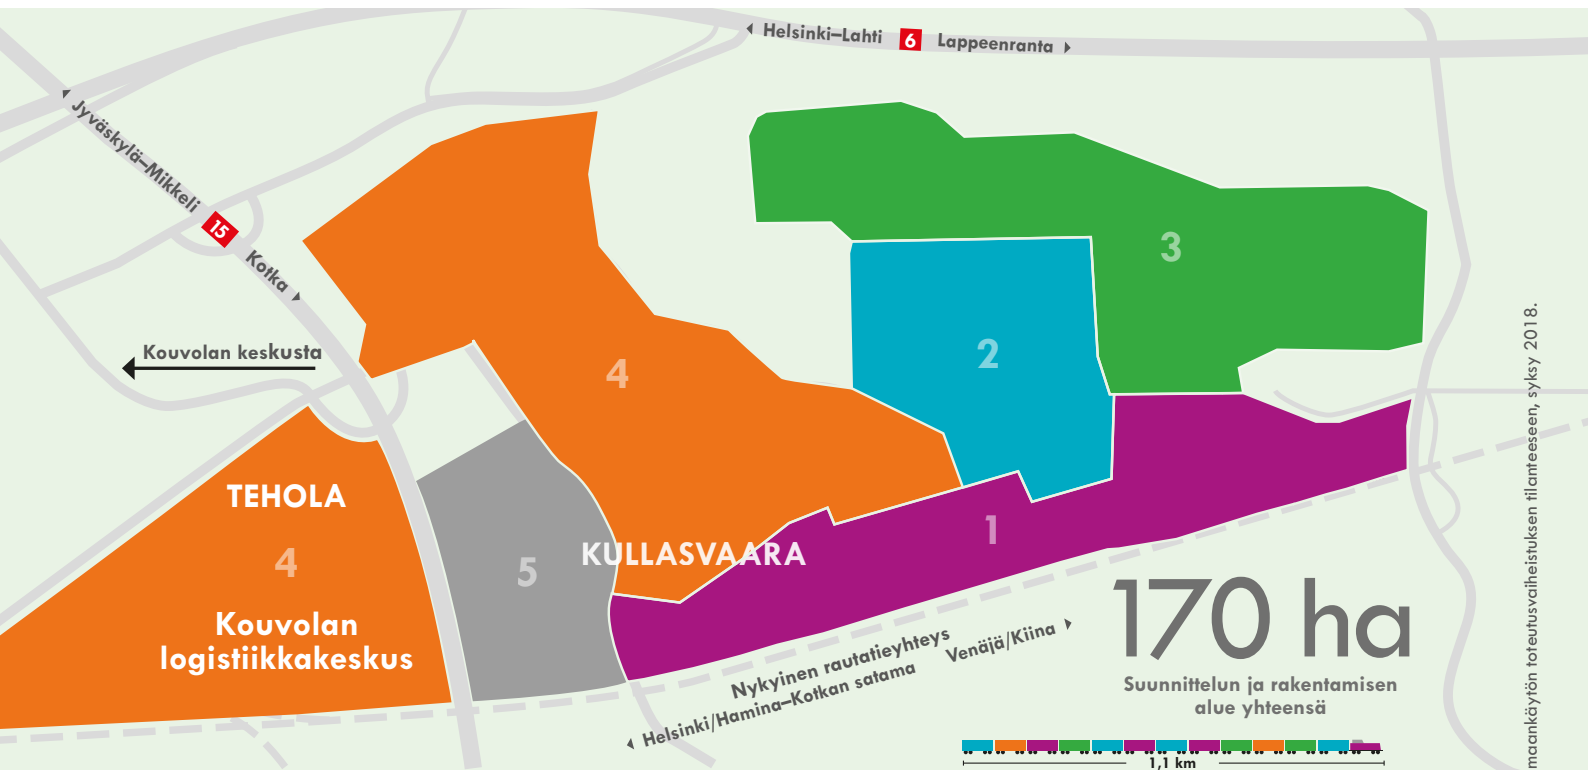 Helsinki–Lahti 6 Lappeenranta
Jyväskylä–Mikkeli 15 Kotka
Kouvolan keskusta
3
2
4
TEHOLA
4
Kouvolan
logistiikkakeskus
5
KULLASVAARA
1
Nykyinen rautatieyhteys Venäjä/Kiina
Helsinki/Hamina–Kotkan satama
170 ha
Suunnittelun ja rakentamisen
alue yhteensä
1,1 km
maankäytön toteutusvaiheistuksen tilanteeseen, syksy 2018.